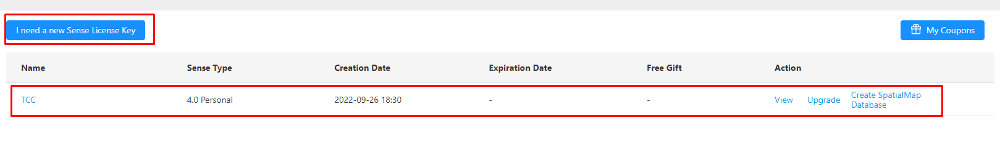 I need a new Sense License Key
My Coupons
Name Sense Type Creation Date Expiration Date Free Gift Action
TCC 4.0 Personal 2022-09-26 18:30 - - View Upgrade Create SpatialMap
Database